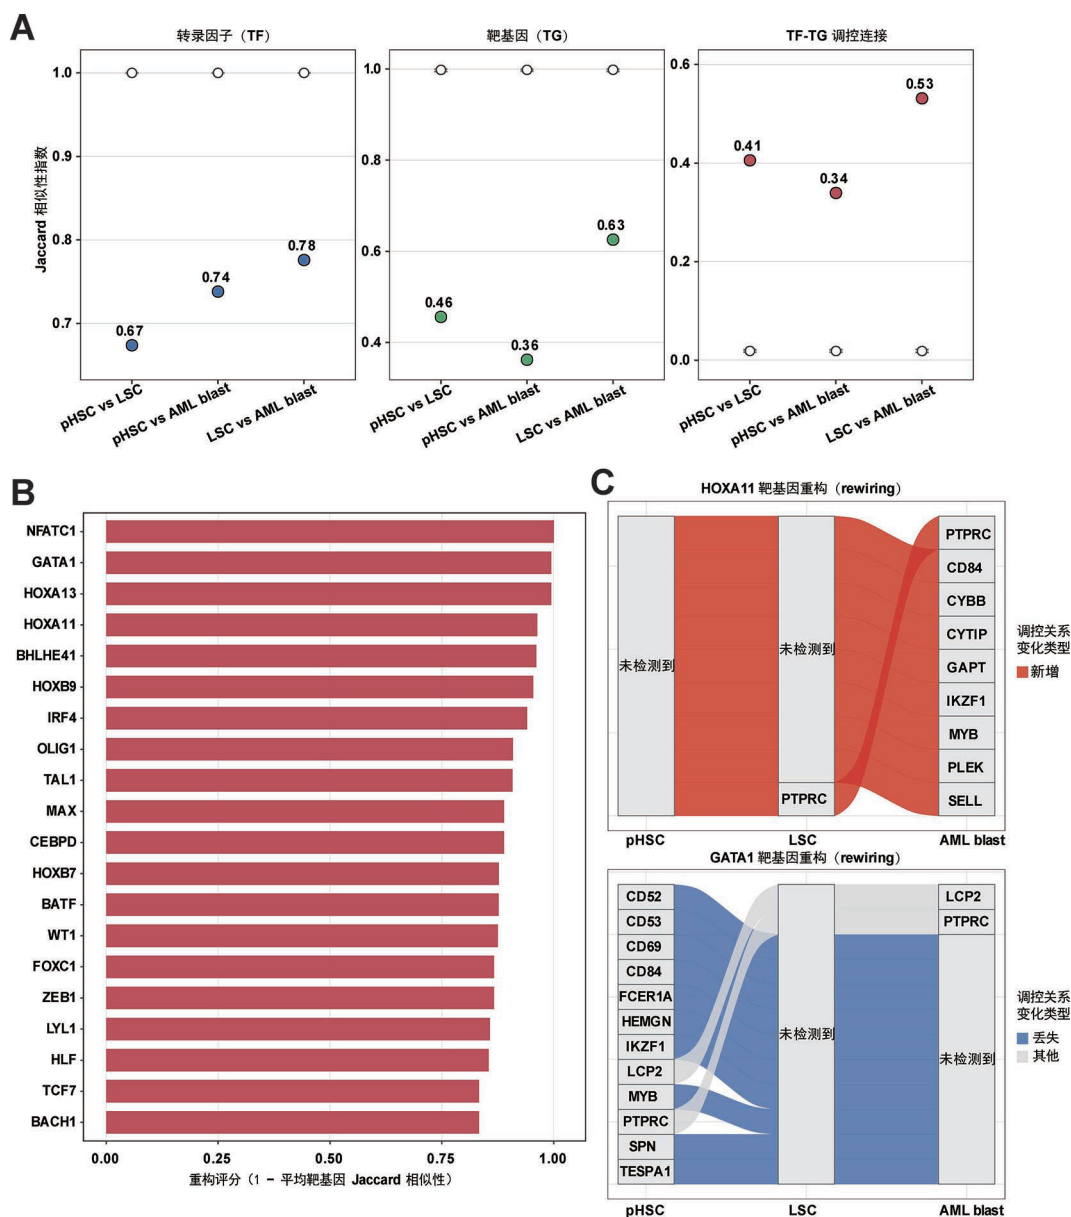 A
转录因子（TF）
靶基因（TG）
TF-TG 调控连接
Jaccard 相似性指数
1.0
0.9
0.8
0.7
0.67
0.74
0.78
pHSC vs LSC
pHSC vs AML blast
LSC vs AML blast
1.0
0.8
0.6
0.4
0.46
0.36
0.63
pHSC vs LSC
pHSC vs AML blast
LSC vs AML blast
0.6
0.4
0.2
0.0
0.41
0.34
0.53
pHSC vs LSC
pHSC vs AML blast
LSC vs AML blast
B
NFATC1
GATA1
HOXA13
HOXA11
BHLHE41
HOXB9
IRF4
OLIG1
TAL1
MAX
CEBPD
HOXB7
BATF
WT1
FOXC1
ZEB1
LYL1
HLF
TCF7
BACH1
0.00
0.25
0.50
0.75
1.00
重构评分（1 − 平均靶基因 Jaccard 相似性）
C
HOXA11 靶基因重构（rewiring）
未检测到
未检测到
PTPRC
PTPRC
CD84
CYBB
CYTIP
GAPT
IKZF1
MYB
PLEK
SELL
pHSC
LSC
AML blast
调控关系
变化类型
新增
GATA1 靶基因重构（rewiring）
CD52
CD53
CD69
CD84
FCER1A
HEMGN
IKZF1
LCP2
MYB
PTPRC
SPN
TESPA1
未检测到
LCP2
PTPRC
未检测到
pHSC
LSC
AML blast
调控关系
变化类型
丢失
其他